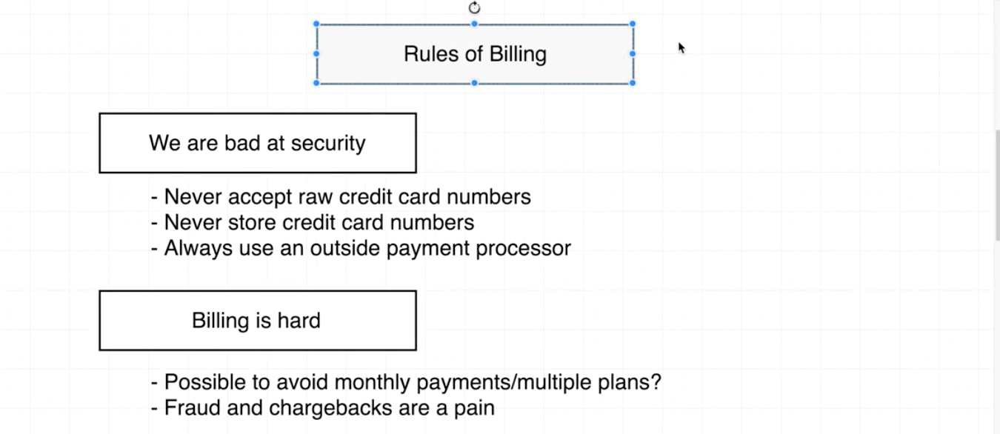 Rules of Billing
We are bad at security
- Never accept raw credit card numbers
- Never store credit card numbers
- Always use an outside payment processor
Billing is hard
- Possible to avoid monthly payments/multiple plans?
- Fraud and chargebacks are a pain